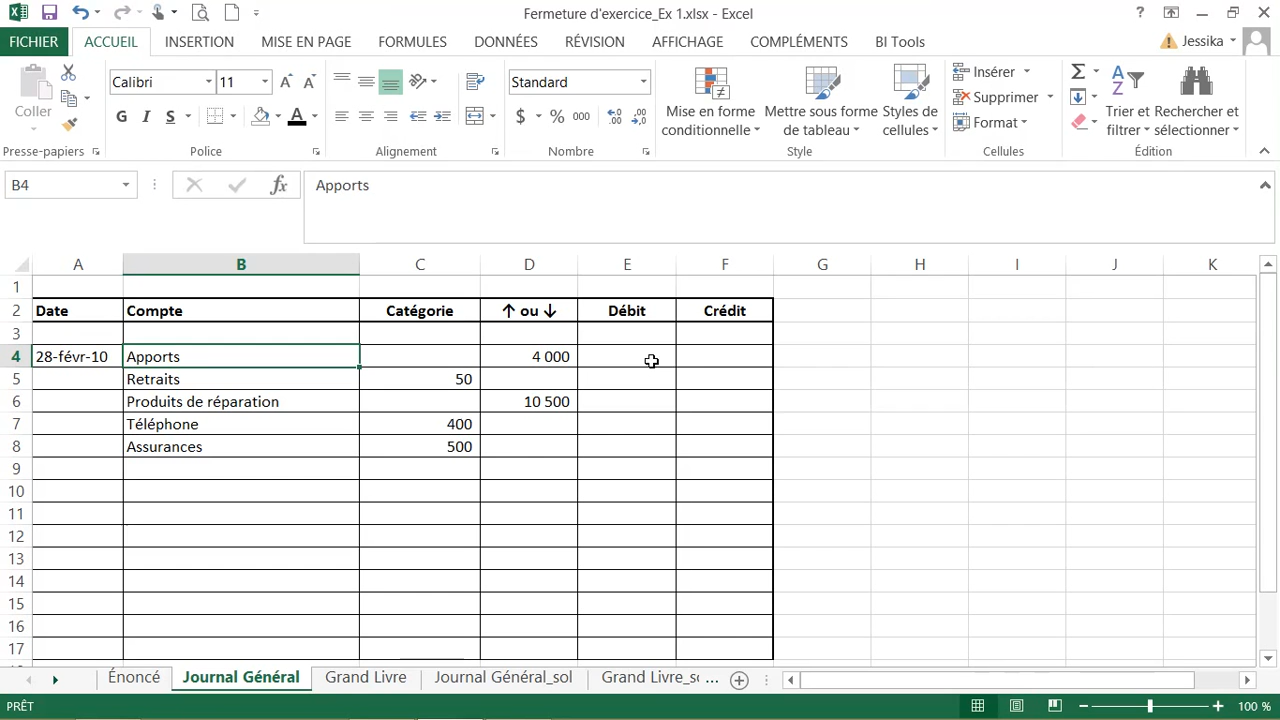 Fermeture d'exercice_Ex 1.xlsx - Excel
?
FICHIER ACCUEIL INSERTION MISE EN PAGE FORMULES DONNÉES RÉVISION AFFICHAGE COMPLÉMENTS BI Tools Jessika
Coller
Calibri 11
G I S A
Standard
$ % 000
Mise en forme conditionnelle
Mettre sous forme de tableau
Styles de cellules
Insérer
Supprimer
Format
Trier et filtrer
Rechercher et sélectionner
Presse-papiers Police Alignement Nombre Style Cellules Édition
B4 fx Apports
A B C D E F G H I J K
1
2 Date Compte Catégorie ↑ ou ↓ Débit Crédit
3
4 28-févr-10 Apports 4 000
5 Retraits 50
6 Produits de réparation 10 500
7 Téléphone 400
8 Assurances 500
9
10
11
12
13
14
15
16
17
Énoncé Journal Général Grand Livre Journal Général_sol Grand Livre_sc ...
PRÊT 100 %